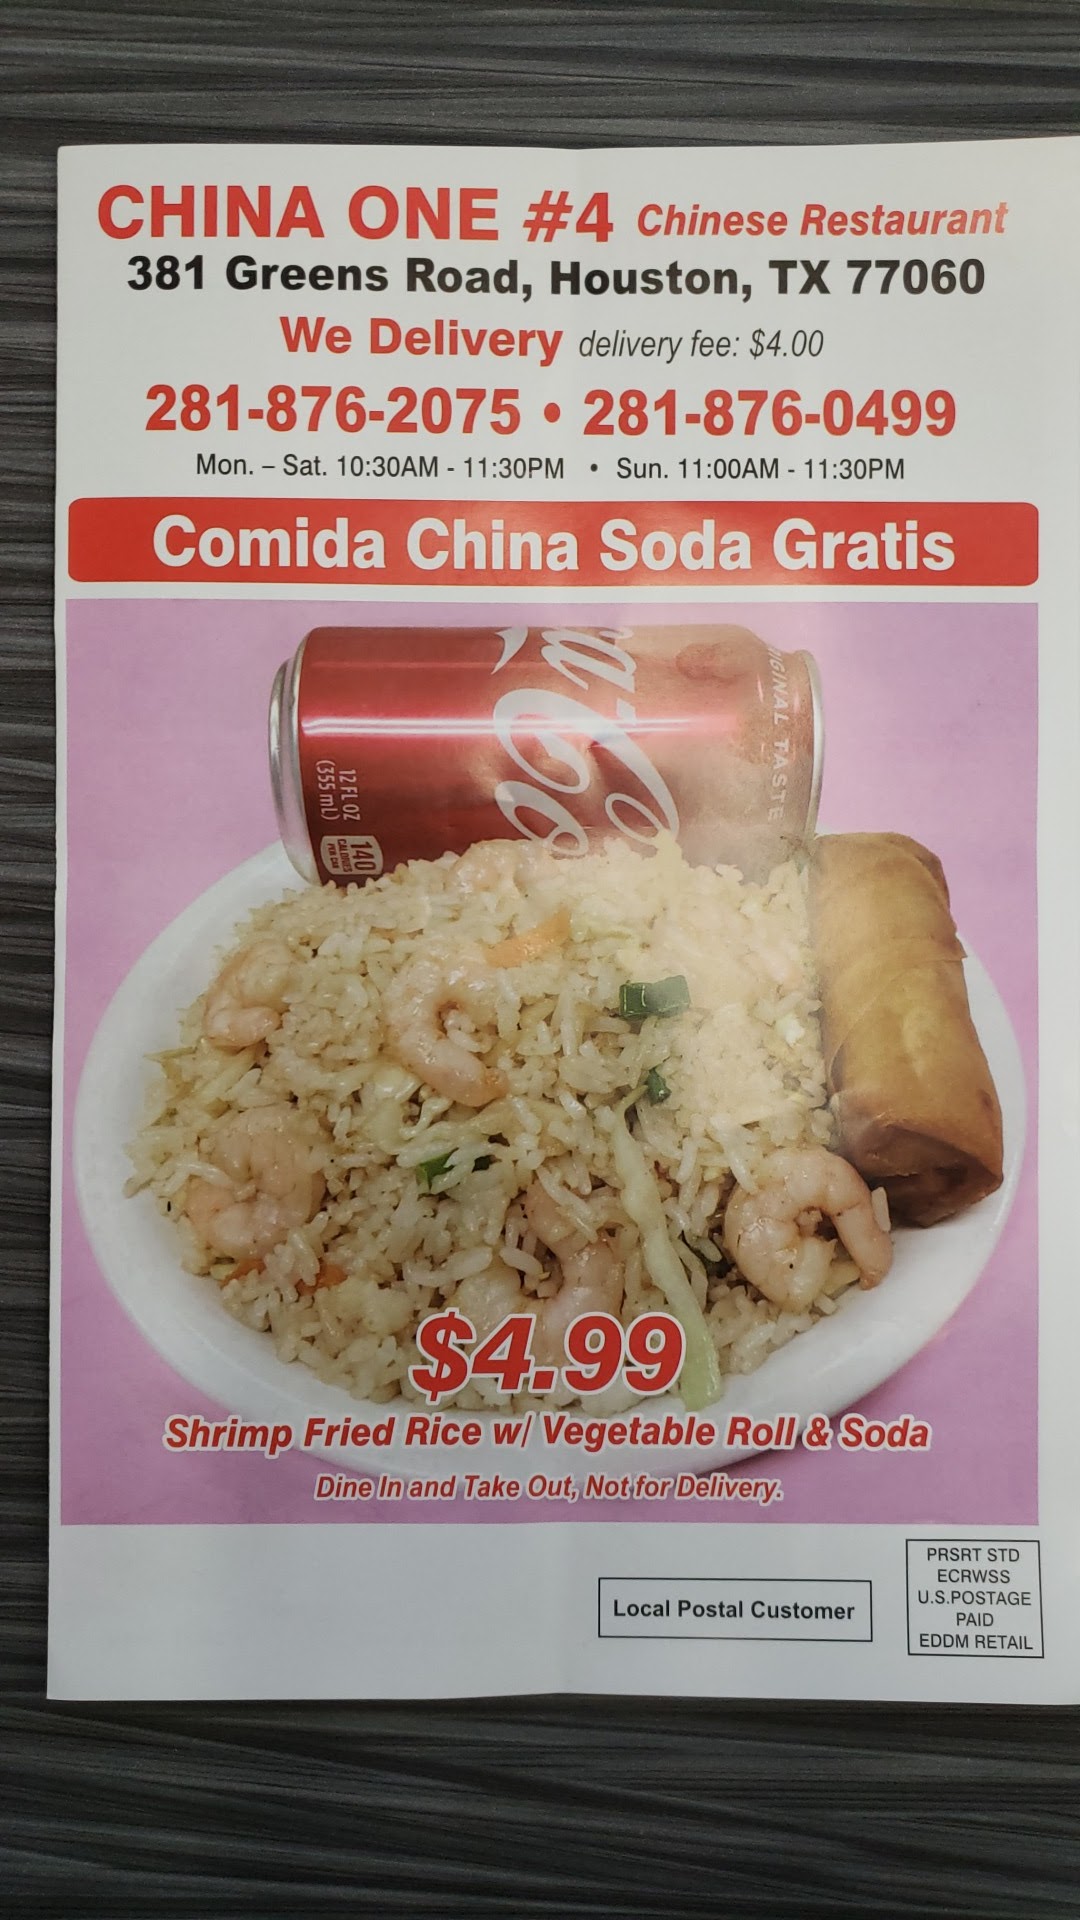 CHINA ONE #4 Chinese Restaurant
381 Greens Road, Houston, TX 77060
We Delivery delivery fee: $4.00
281-876-2075 • 281-876-0499
Mon. – Sat. 10:30AM - 11:30PM • Sun. 11:00AM - 11:30PM
Comida China Soda Gratis
ORIGINAL TASTE
12 FL OZ
(355 mL)
140
CALORIES
PER CAN
$4.99
Shrimp Fried Rice w/ Vegetable Roll & Soda
Dine In and Take Out, Not for Delivery.
Local Postal Customer
PRSRT STD
ECRWSS
U.S.POSTAGE
PAID
EDDM RETAIL